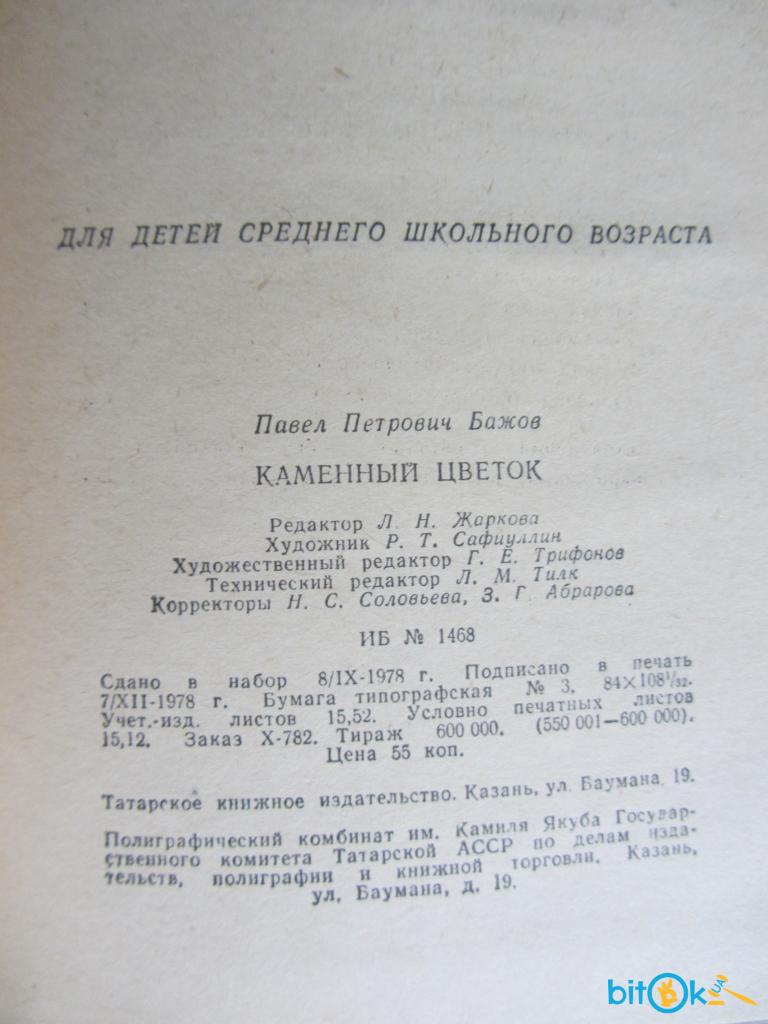 ДЛЯ ДЕТЕЙ СРЕДНЕГО ШКОЛЬНОГО ВОЗРАСТА
Павел Петрович Бажов
КАМЕННЫЙ ЦВЕТОК
Редактор Л. Н. Жаркова
Художник Р. Т. Сафиуллин
Художественный редактор Г. Е. Трифонов
Технический редактор Л. М. Тилк
Корректоры Н. С. Соловьева, З. Г. Абрарова
ИБ № 1468
Сдано в набор 8/IX-1978 г. Подписано в печать
7/XII-1978 г. Бумага типографская № 3. 84×108¹/₃₂.
Учет.-изд. листов 15,52. Условно печатных листов
15,12. Заказ Х-782. Тираж 600 000. (550 001—600 000).
Цена 55 коп.
Татарское книжное издательство. Казань, ул. Баумана, 19.
Полиграфический комбинат им. Камиля Якуба Государ-
ственного комитета Татарской АССР по делам изда-
тельств, полиграфии и книжной торговли. Казань,
ул. Баумана, д. 19.
bitOk.UA